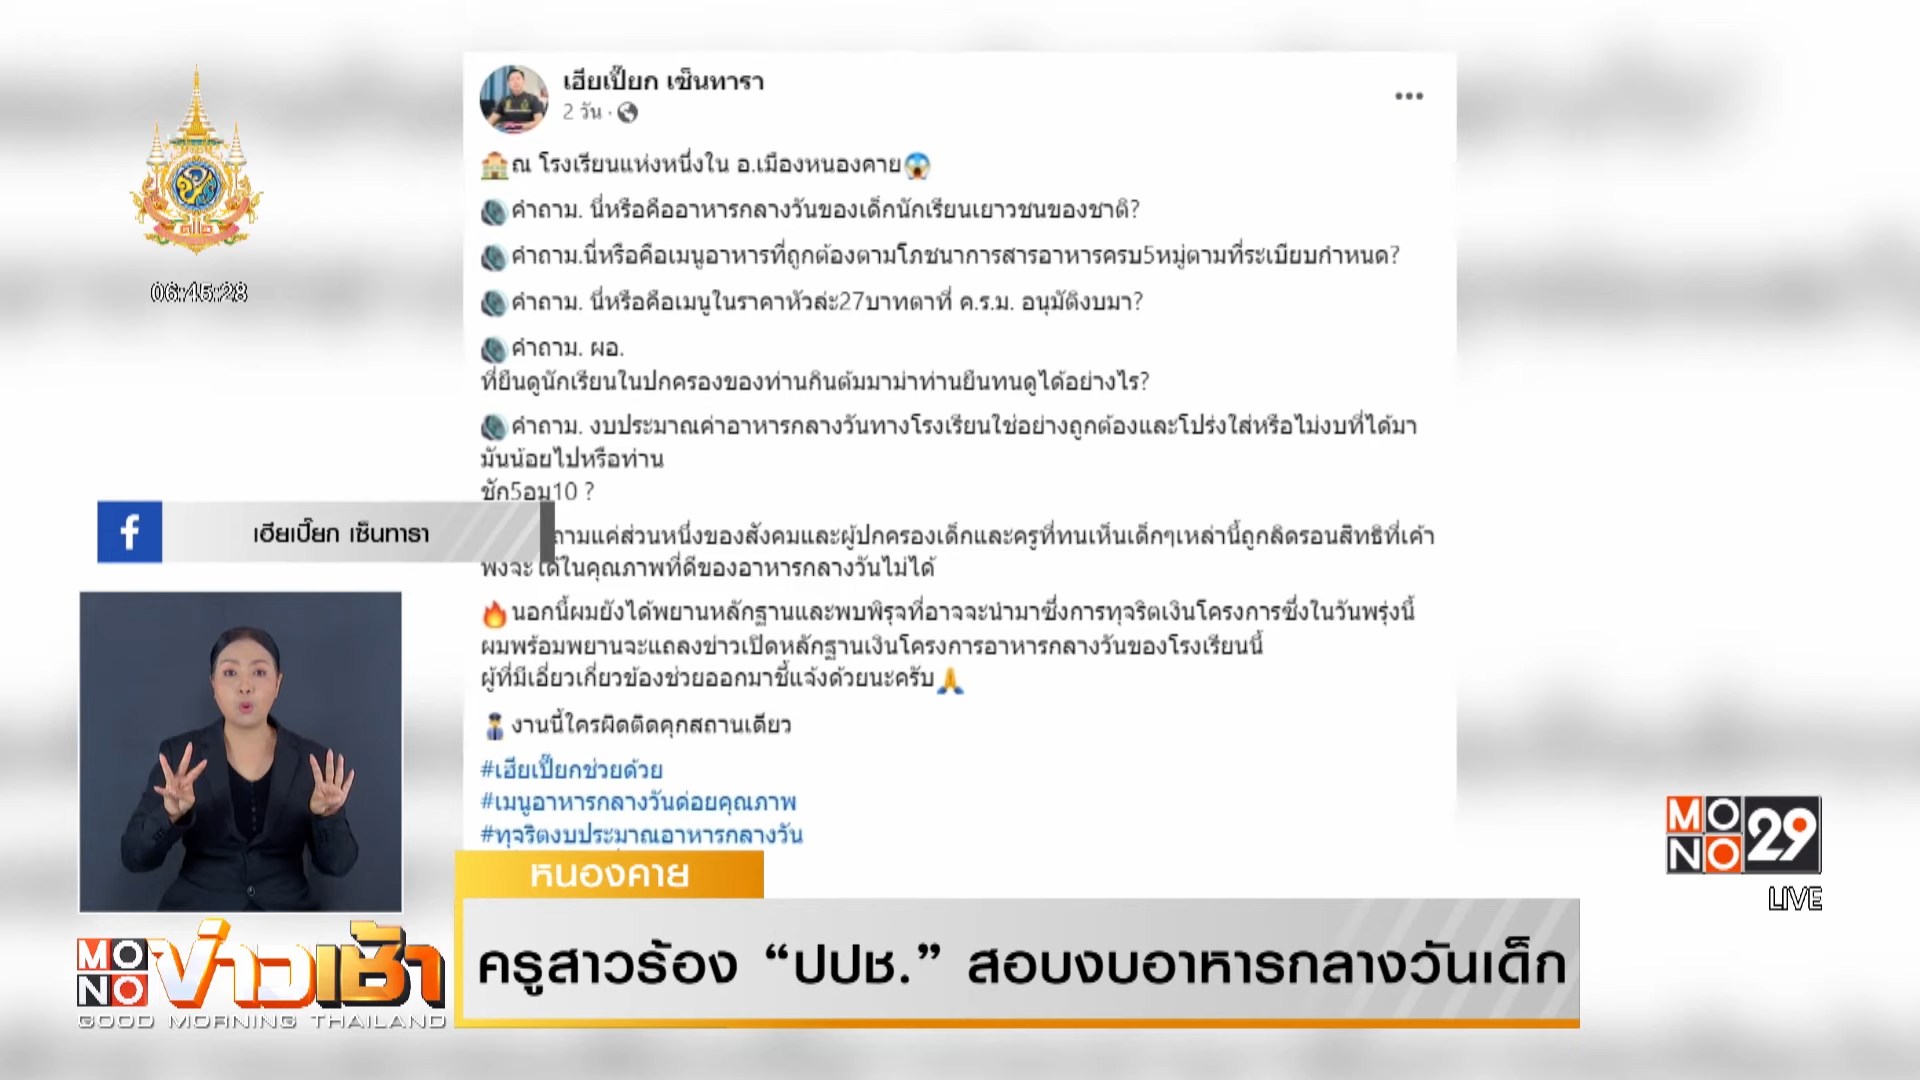 เฮียเปี๊ยก เซ็นทารา
2 วัน ·
06:45:28
ณ โรงเรียนแห่งหนึ่งใน อ.เมืองหนองคาย
คำถาม. นี่หรือคืออาหารกลางวันของเด็กนักเรียนเยาวชนของชาติ?
คำถาม.นี่หรือคือเมนูอาหารที่ถูกต้องตามโภชนาการสารอาหารครบ5หมู่ตามที่ระเบียบกำหนด?
คำถาม. นี่หรือคือเมนูในราคาหัวล่ะ27บาทตาที่ ค.ร.ม. อนุมัติงบมา?
คำถาม. ผอ.
ที่ยืนดูนักเรียนในปกครองของท่านกินต้มมาม่าท่านยืนทนดูได้อย่างไร?
คำถาม. งบประมาณค่าอาหารกลางวันทางโรงเรียนใช่อย่างถูกต้องและโปร่งใส่หรือไม่งบที่ได้มา
มันน้อยไปหรือท่าน
ชัก5อม10 ?
ถามแค่ส่วนหนึ่งของสังคมและผู้ปกครองเด็กและครูที่ทนเห็นเด็กๆเหล่านี้ถูกลิดรอนสิทธิที่เค้า
พึงจะได้ในคุณภาพที่ดีของอาหารกลางวันไม่ได้
นอกนี้ผมยังได้พยานหลักฐานและพบพิรุจที่อาจจะนำมาซึ่งการทุจริตเงินโครงการซึ่งในวันพรุ่งนี้
ผมพร้อมพยานจะแถลงข่าวเปิดหลักฐานเงินโครงการอาหารกลางวันของโรงเรียนนี้
ผู้ที่มีเอี่ยวเกี่ยวข้องช่วยออกมาชี้แจ้งด้วยนะครับ
งานนี้ใครผิดติดคุกสถานเดียว
#เฮียเปี๊ยกช่วยด้วย
#เมนูอาหารกลางวันด่อยคุณภาพ
#ทุจริตงบประมาณอาหารกลางวัน
f เฮียเปี๊ยก เซ็นทารา
หนองคาย
ครูสาวร้อง “ปปช.” สอบงบอาหารกลางวันเด็ก
MONO ข่าวเช้า
GOOD MORNING THAILAND
MONO 29
LIVE